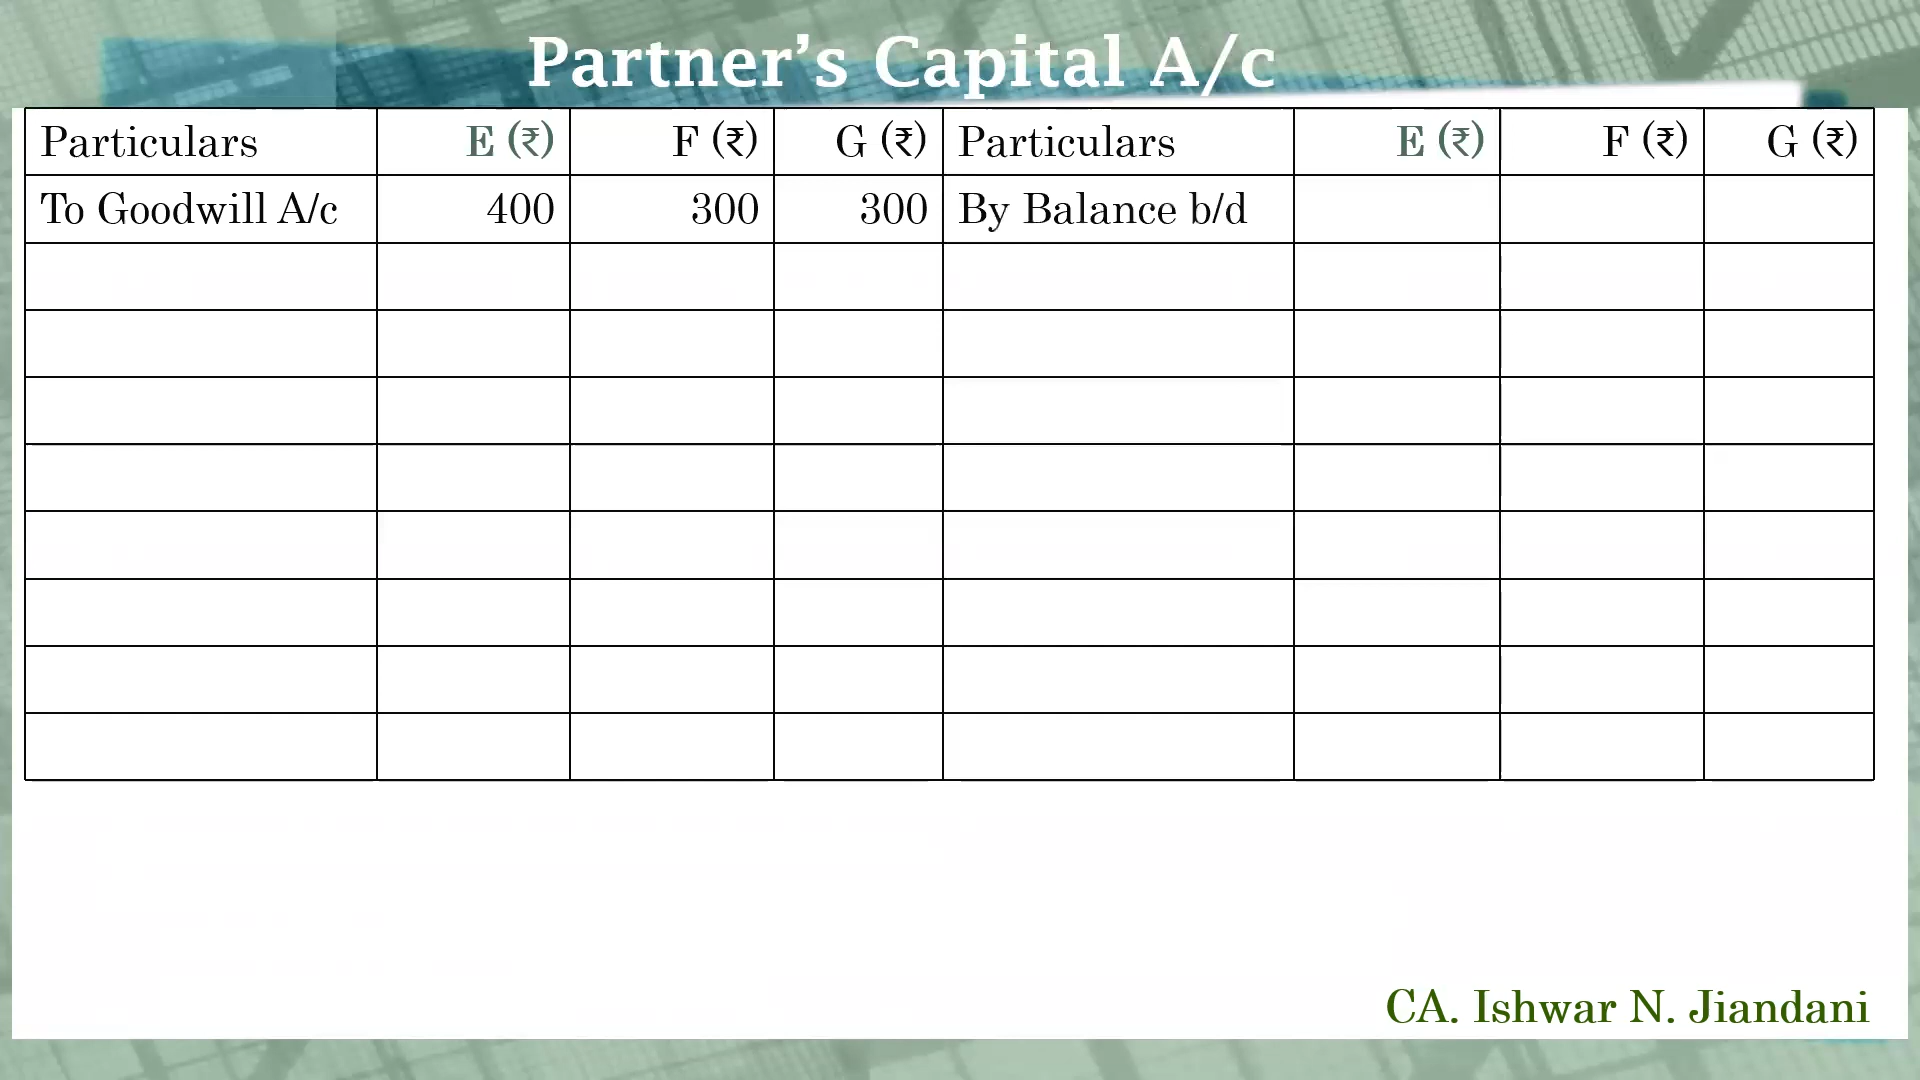 Partner’s Capital A/c
Particulars E (₹) F (₹) G (₹) Particulars E (₹) F (₹) G (₹)
To Goodwill A/c 400 300 300 By Balance b/d
CA. Ishwar N. Jiandani